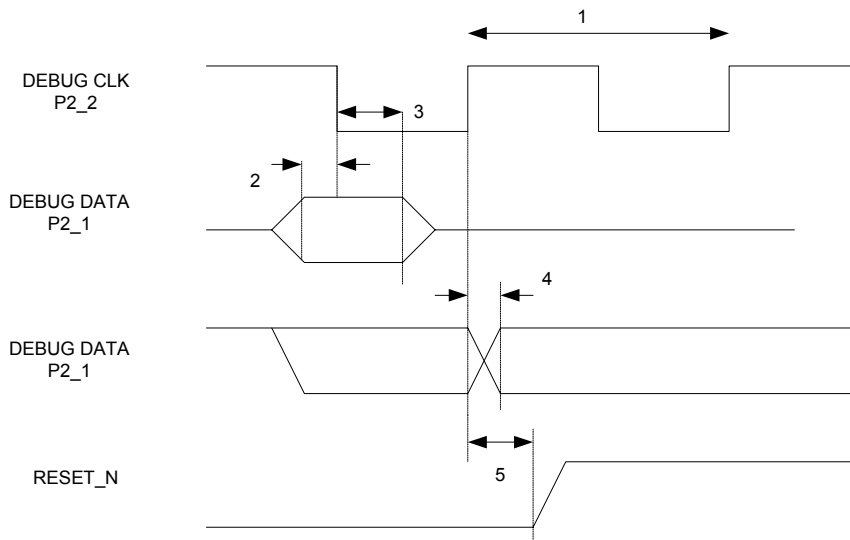 1
DEBUG CLK
P2_2
3
2
DEBUG DATA
P2_1
4
DEBUG DATA
P2_1
5
RESET_N